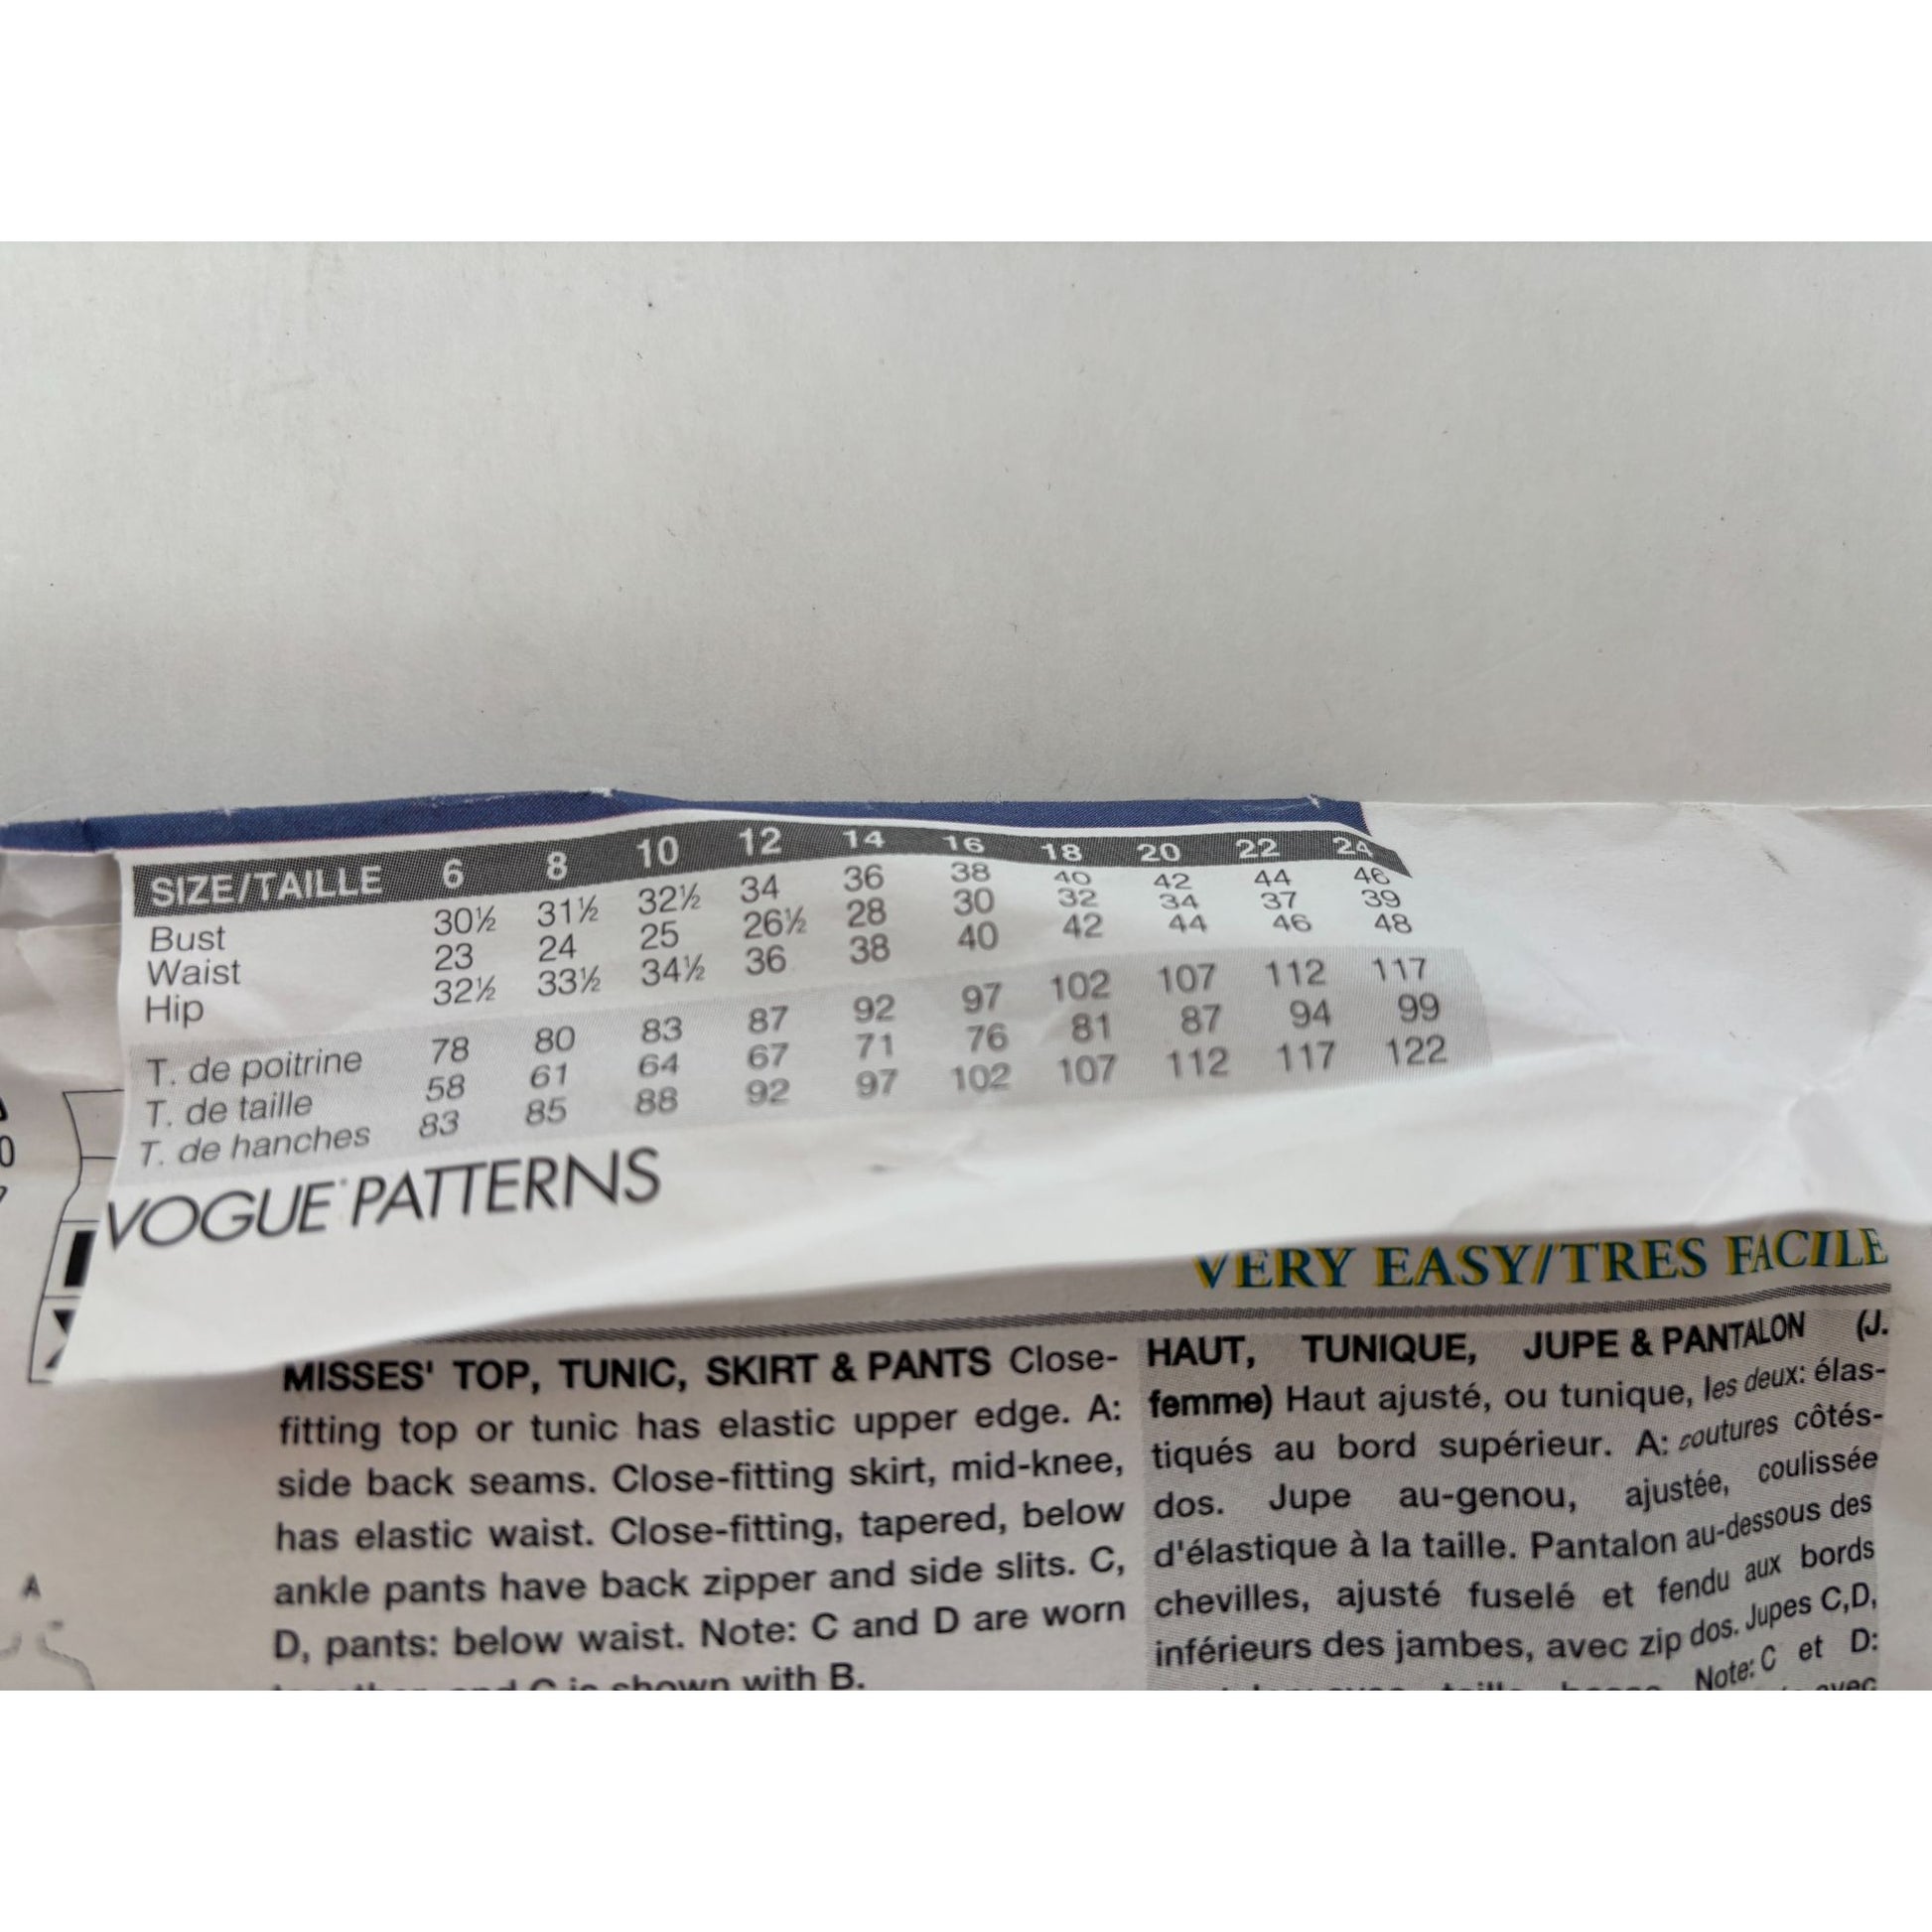 SIZE/TAILLE 6 8 10 12 14 16 18 20 22 24
Bust 30½ 31½ 32½ 34 36 38 40 42 44 46
Waist 23 24 25 26½ 28 30 32 34 37 39
Hip 32½ 33½ 34½ 36 38 40 42 44 46 48
T. de poitrine 78 80 83 87 92 97 102 107 112 117
T. de taille 58 61 64 67 71 76 81 87 94 99
T. de hanches 83 85 88 92 97 102 107 112 117 122
VOGUE PATTERNS
VERY EASY/TRES FACILE
MISSES' TOP, TUNIC, SKIRT & PANTS Close-
fitting top or tunic has elastic upper edge. A:
side back seams. Close-fitting skirt, mid-knee,
has elastic waist. Close-fitting, tapered, below
ankle pants have back zipper and side slits. C,
D, pants: below waist. Note: C and D are worn
C is shown with B.
HAUT, TUNIQUE, JUPE & PANTALON (J.
femme) Haut ajusté, ou tunique, les deux: élas-
tiqués au bord supérieur. A: coutures côtés-
dos. Jupe au-genou, ajustée, coulissée
d'élastique à la taille. Pantalon au-dessous des
chevilles, ajusté fuselé et fendu aux bords
inférieurs des jambes, avec zip dos. Jupes C,D,
Note: C et D:
avec
A